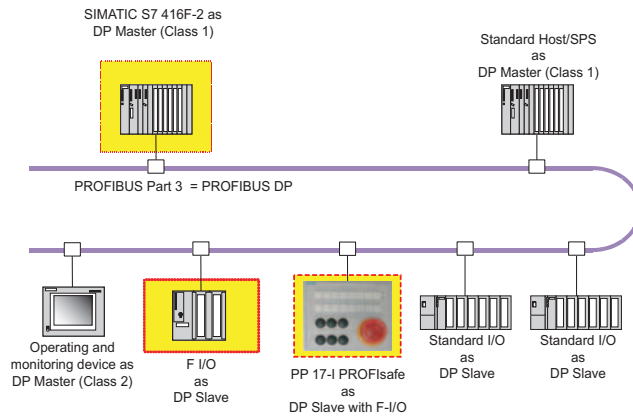 SIMATIC S7 416F-2 as
DP Master (Class 1)
Standard Host/SPS
as
DP Master (Class 1)
PROFIBUS Part 3 = PROFIBUS DP
Operating and
monitoring device as
DP Master (Class 2)
F I/O
as
DP Slave
PP 17-I PROFIsafe
as
DP Slave with F-I/O
Standard I/O
as
DP Slave
Standard I/O
as
DP Slave